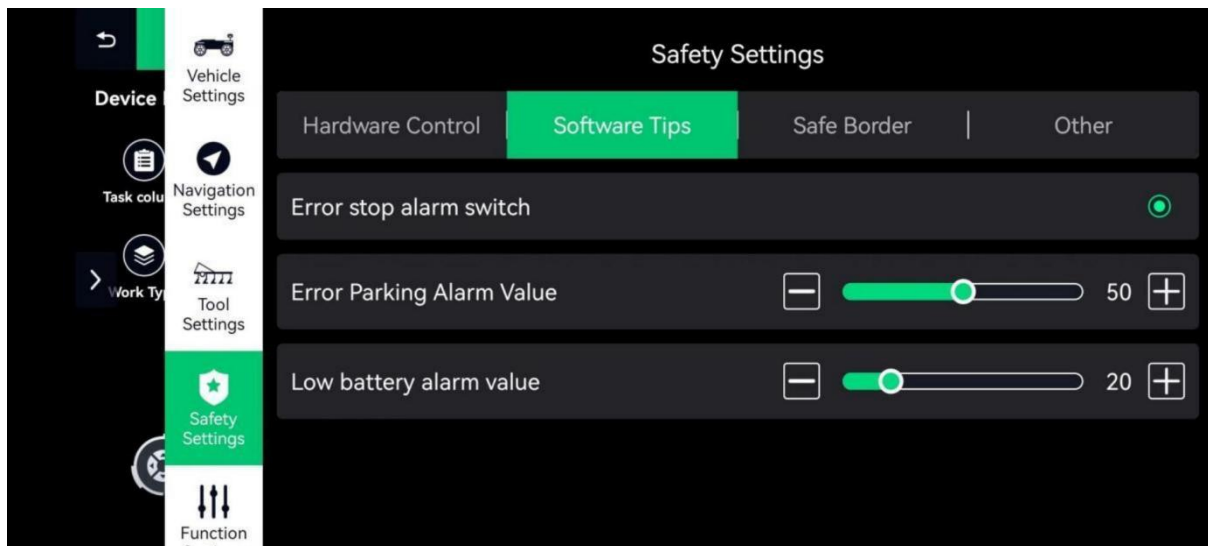 Device
Task colu
Work Ty
Vehicle
Settings
Navigation
Settings
Tool
Settings
Safety
Settings
Function
Safety Settings
Hardware Control
Software Tips
Safe Border
Other
Error stop alarm switch
Error Parking Alarm Value
50
Low battery alarm value
20